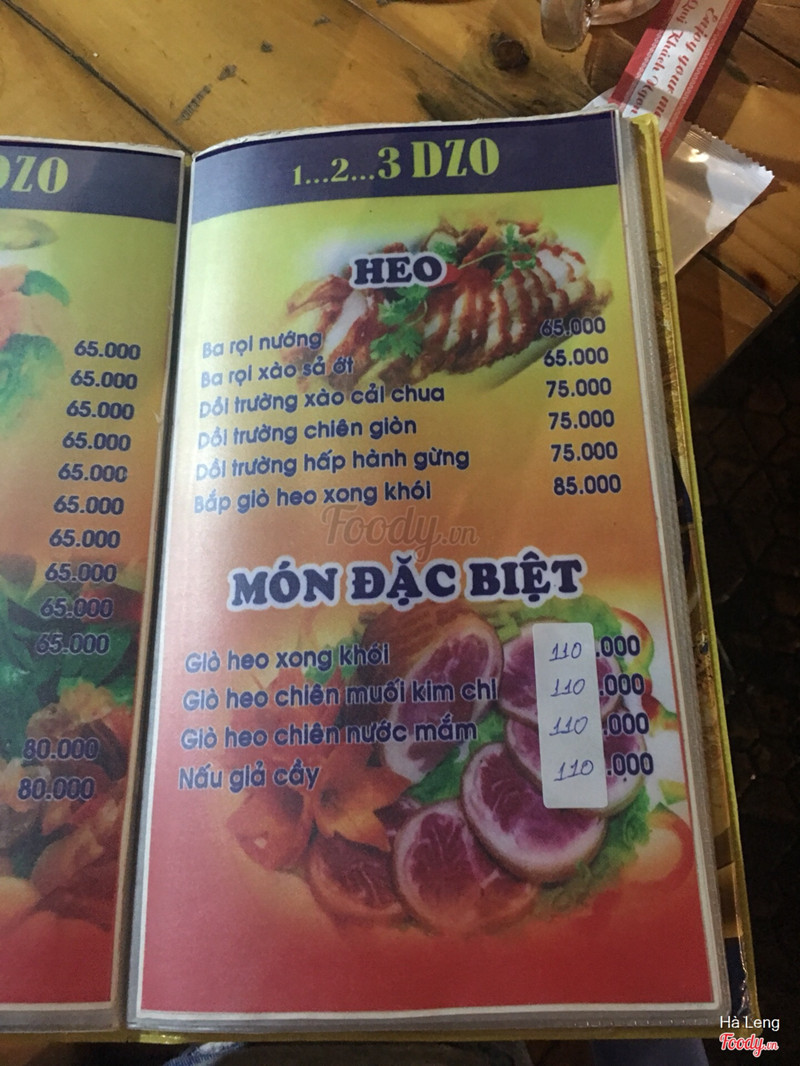 DZO
65.000
65.000
65.000
65.000
65.000
65.000
65.000
65.000
65.000
65.000
80.000
80.000
1...2...3 DZO
HEO
Ba rọi nướng 65.000
Ba rọi xào sả ớt 65.000
Dồi trường xào cải chua 75.000
Dồi trường chiên giòn 75.000
Dồi trường hấp hành gừng 75.000
Bắp giò heo xong khói 85.000
Foody.vn
MÓN ĐẶC BIỆT
Giò heo xong khói 110.000
Giò heo chiên muối kim chi 110.000
Giò heo chiên nước mắm 110.000
Nấu giả cầy 110.000
Enjoy your
Quý Khách Ngon
Hà Leng
Foody.vn